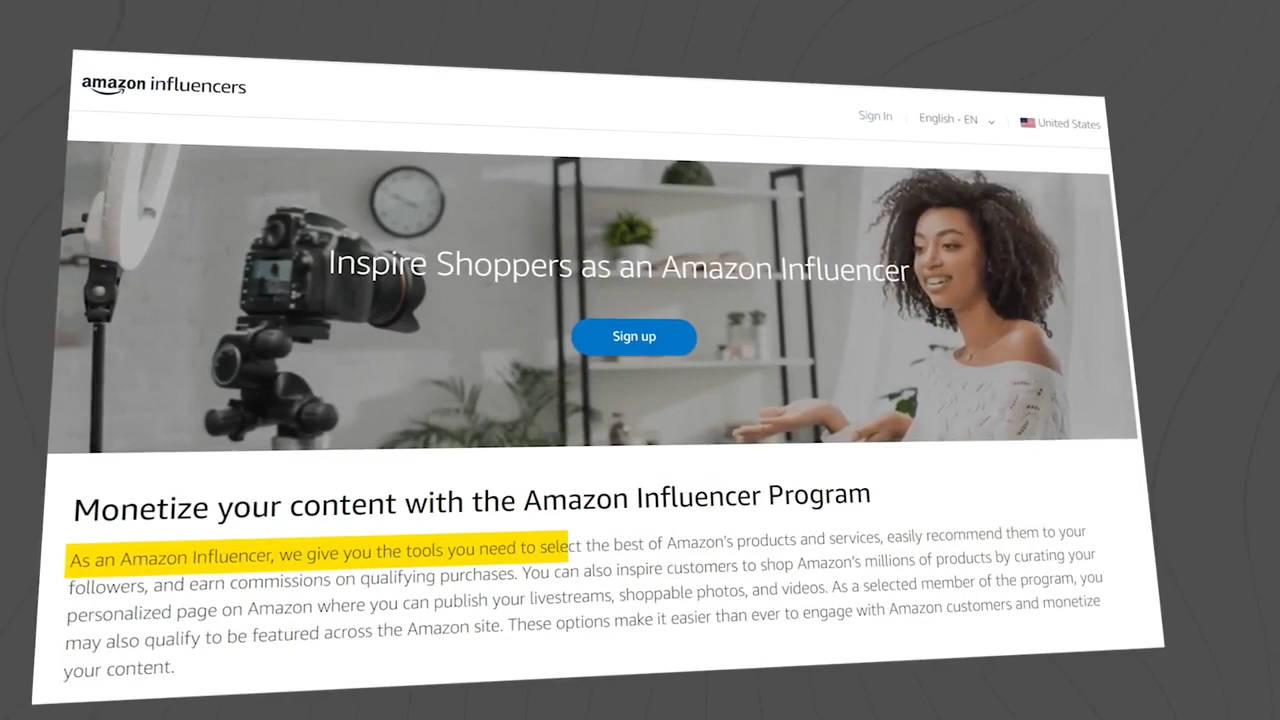 amazon influencers
Sign In
English - EN
United States
Inspire Shoppers as an Amazon Influencer
Sign up
Monetize your content with the Amazon Influencer Program
As an Amazon Influencer, we give you the tools you need to select the best of Amazon's products and services, easily recommend them to your
followers, and earn commissions on qualifying purchases. You can also inspire customers to shop Amazon's millions of products by curating your
personalized page on Amazon where you can publish your livestreams, shoppable photos, and videos. As a selected member of the program, you
may also qualify to be featured across the Amazon site. These options make it easier than ever to engage with Amazon customers and monetize
your content.